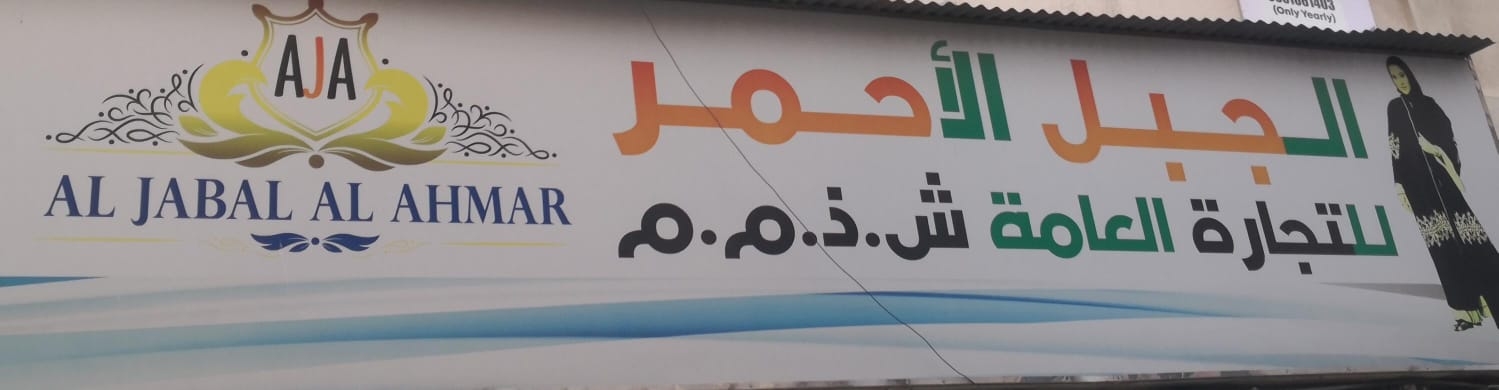 (Only Yearly)
AJA
AL JABAL AL AHMAR
الجبل الأحمر
للتجارة العامة ش.ذ.م.م